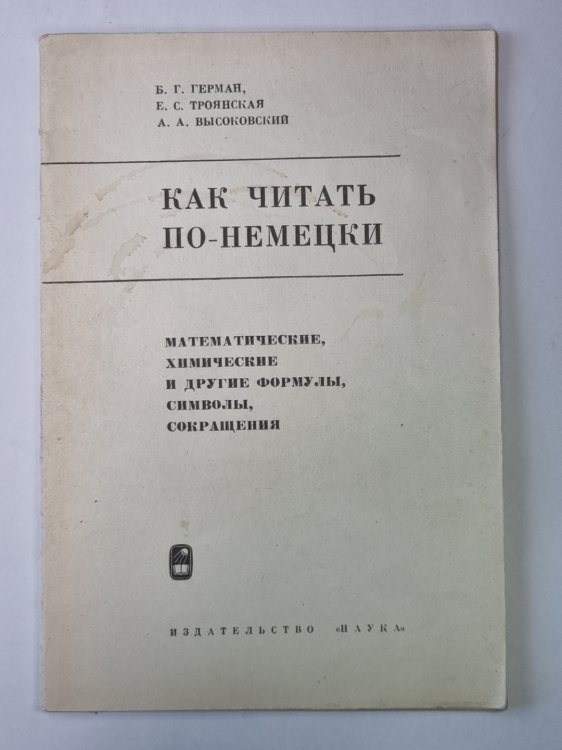 Б. Г. ГЕРМАН,
Е. С. ТРОЯНСКАЯ
А. А. ВЫСОКОВСКИЙ
КАК ЧИТАТЬ
ПО-НЕМЕЦКИ
МАТЕМАТИЧЕСКИЕ,
ХИМИЧЕСКИЕ
И ДРУГИЕ ФОРМУЛЫ,
СИМВОЛЫ,
СОКРАЩЕНИЯ
ИЗДАТЕЛЬСТВО «НАУКА»